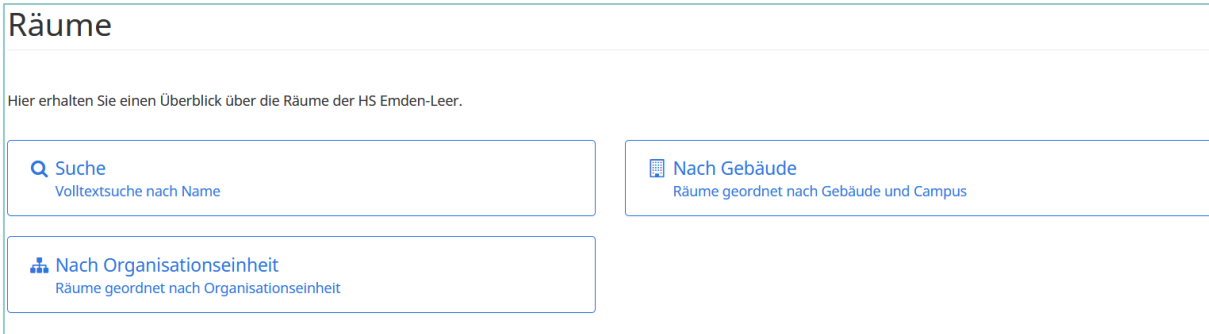 Räume
Hier erhalten Sie einen Überblick über die Räume der HS Emden-Leer.
Suche
Volltextsuche nach Name
Nach Gebäude
Räume geordnet nach Gebäude und Campus
Nach Organisationseinheit
Räume geordnet nach Organisationseinheit